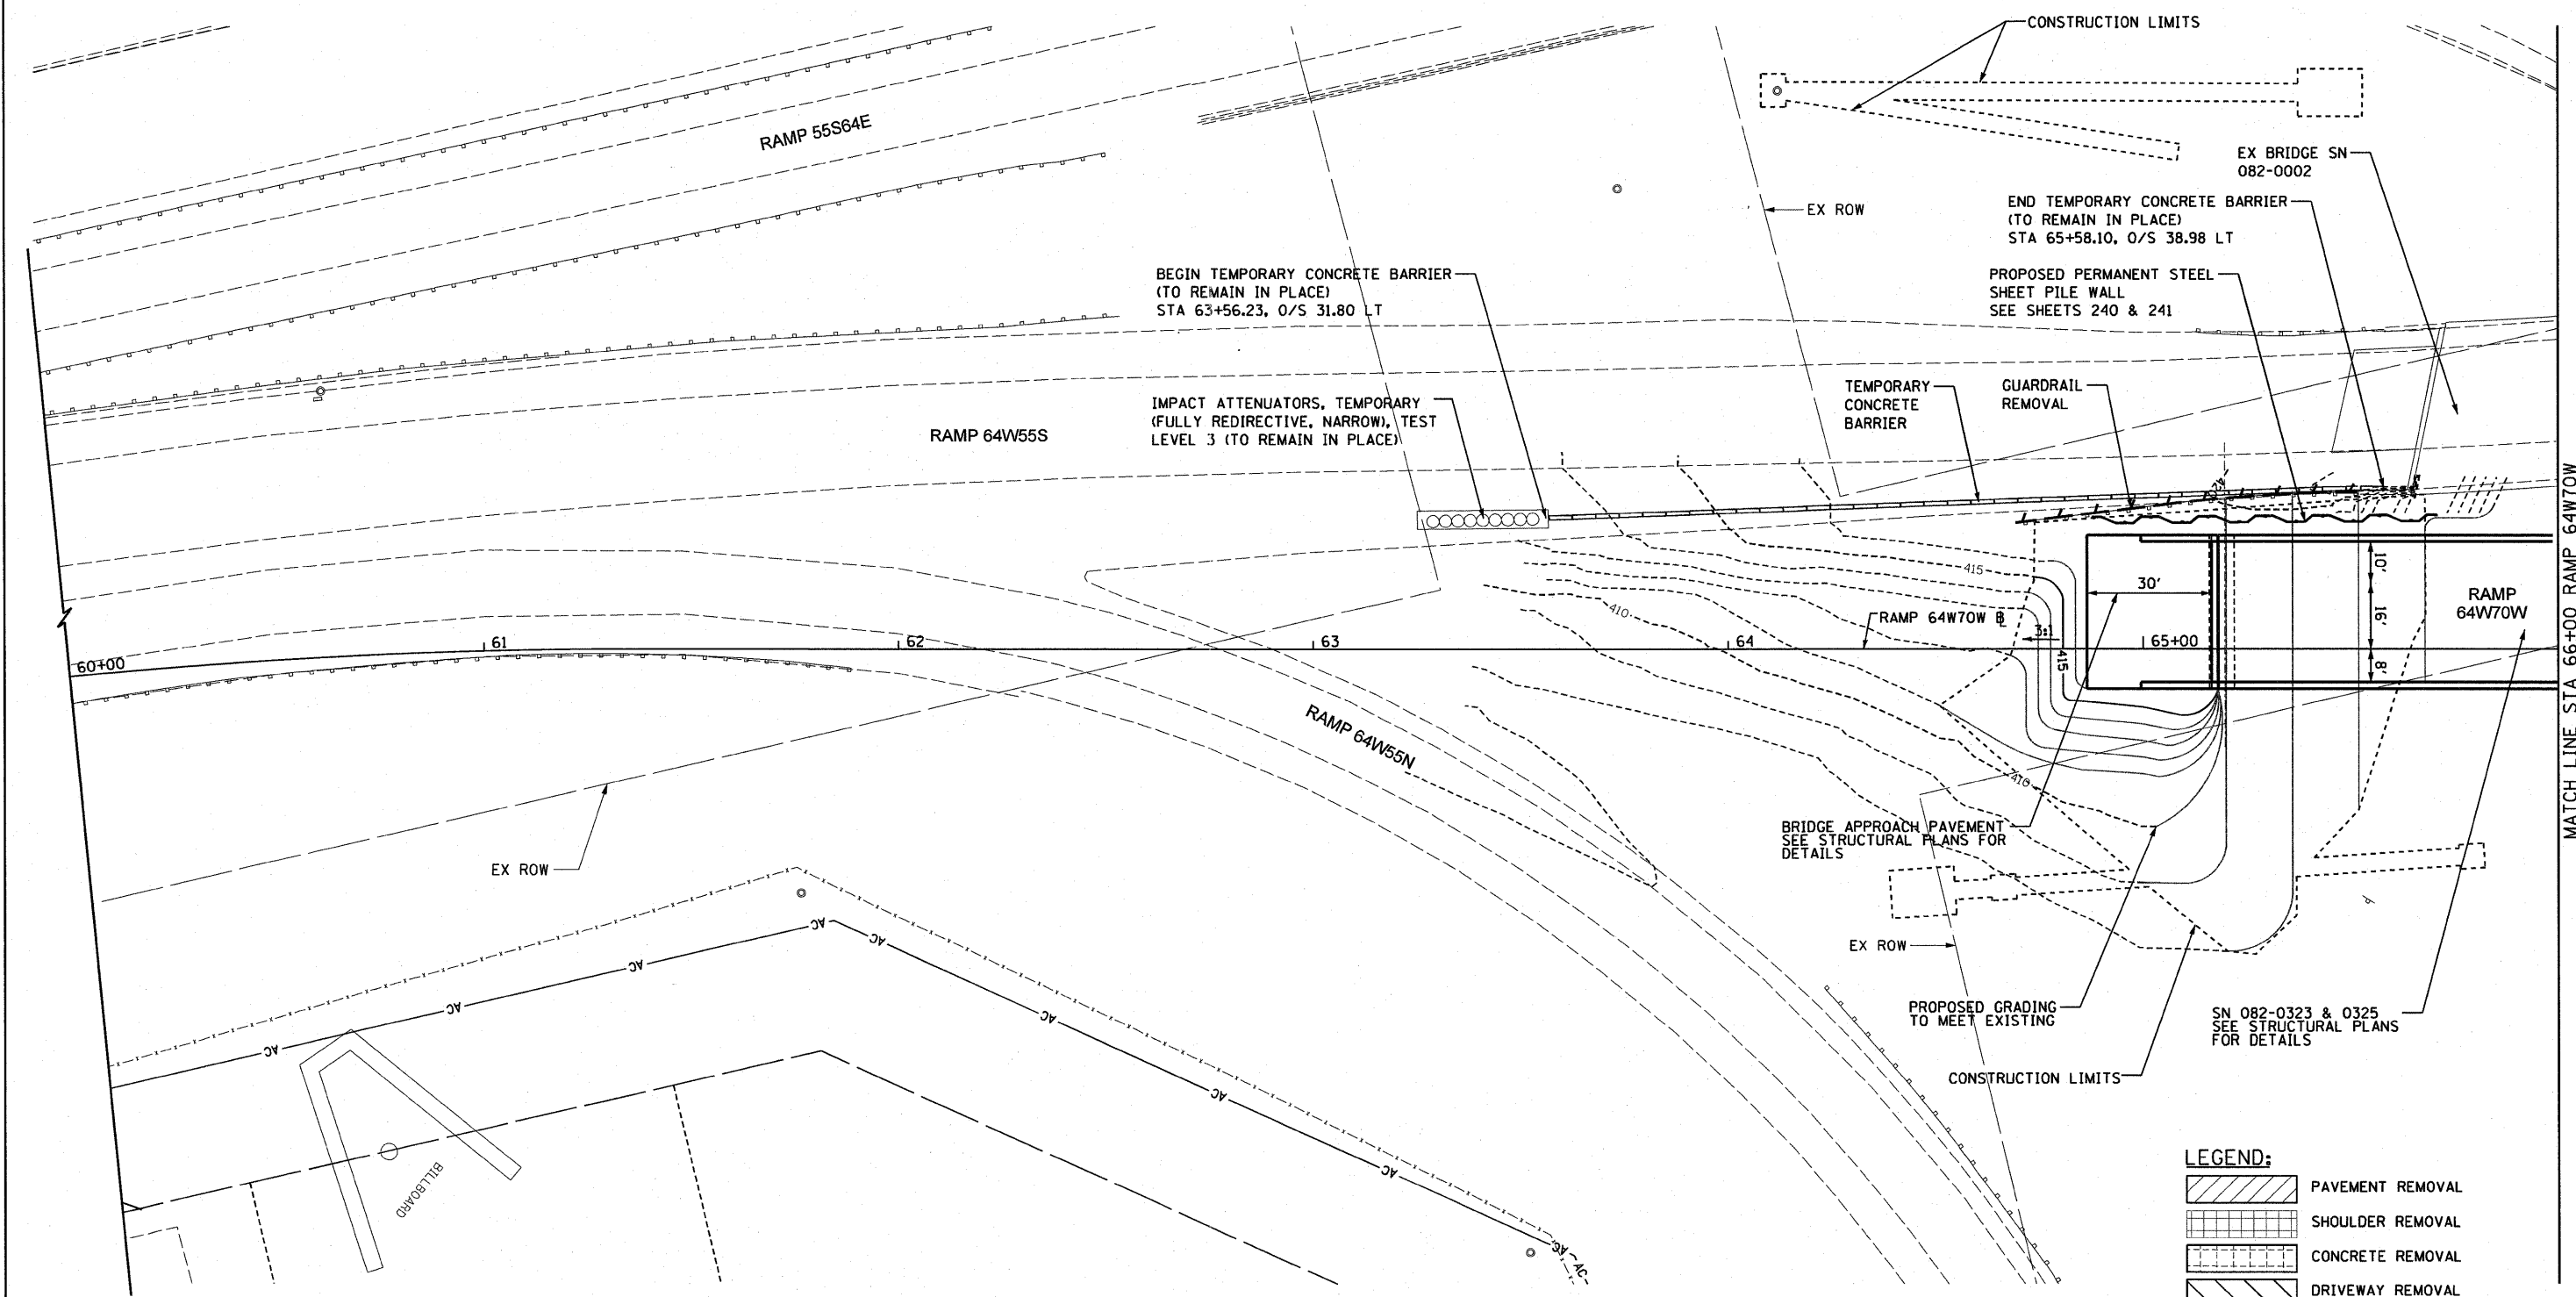 CONSTRUCTION LIMITS
RAMP 55S64E
EX BRIDGE SN
082-0002
EX ROW
END TEMPORARY CONCRETE BARRIER
(TO REMAIN IN PLACE)
STA 65+58.10, O/S 38.98 LT
BEGIN TEMPORARY CONCRETE BARRIER
(TO REMAIN IN PLACE)
STA 63+56.23, O/S 31.80 LT
PROPOSED PERMANENT STEEL
SHEET PILE WALL
SEE SHEETS 240 & 241
IMPACT ATTENUATORS, TEMPORARY
(FULLY REDIRECTIVE, NARROW), TEST
LEVEL 3 (TO REMAIN IN PLACE)
TEMPORARY
CONCRETE
BARRIER
GUARDRAIL
REMOVAL
RAMP 64W55S
MATCH LINE STA 66+00 RAMP 64W70W
415
10'
30'
16'
8'
RAMP
64W70W
410
RAMP 64W70W
3:1
415
60+00
61
62
63
64
65+00
RAMP 64W55N
410
BRIDGE APPROACH PAVEMENT
SEE STRUCTURAL PLANS FOR
DETAILS
EX ROW
EX ROW
PROPOSED GRADING
TO MEET EXISTING
SN 082-0323 & 0325
SEE STRUCTURAL PLANS
FOR DETAILS
CONSTRUCTION LIMITS
AC
AC
AC
AC
AC
AC
AC
AC
AC
AC
BILLBOARD
LEGEND:
PAVEMENT REMOVAL
SHOULDER REMOVAL
CONCRETE REMOVAL
DRIVEWAY REMOVAL